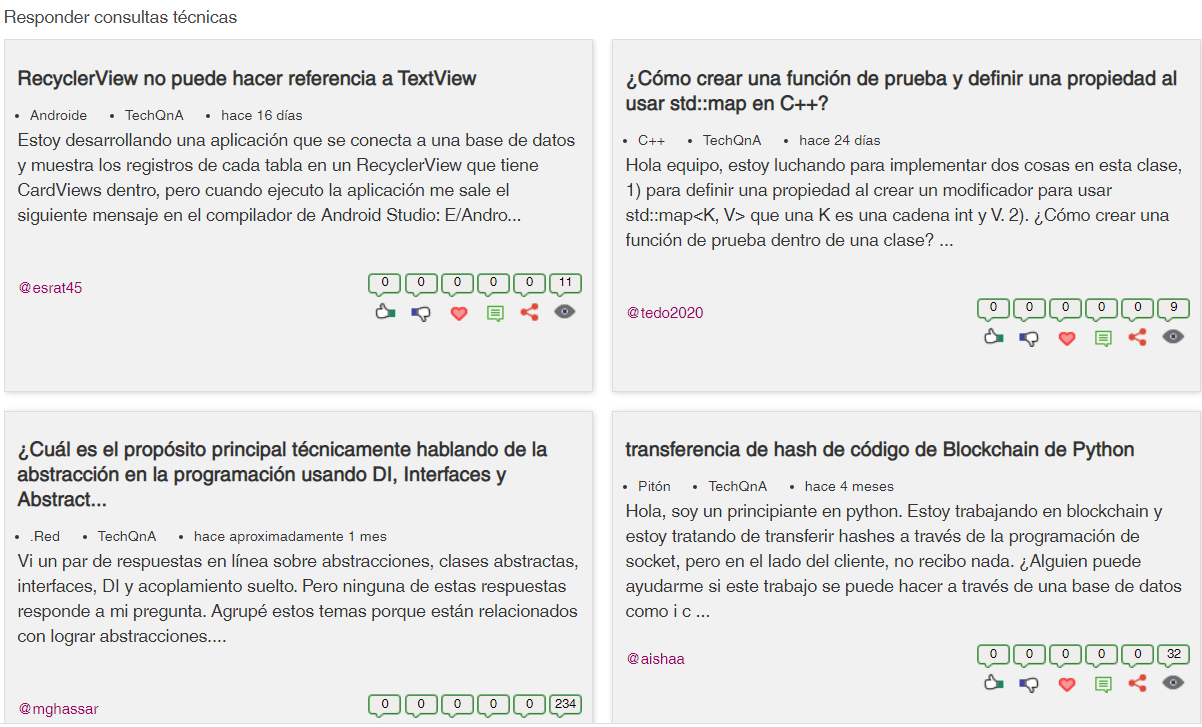 Responder consultas técnicas
RecyclerView no puede hacer referencia a TextView
Androide TechQnA hace 16 días
Estoy desarrollando una aplicación que se conecta a una base de datos
y muestra los registros de cada tabla en un RecyclerView que tiene
CardViews dentro, pero cuando ejecuto la aplicación me sale el
siguiente mensaje en el compilador de Android Studio: E/Andro...
@esrat45
0 0 0 0 0 11
¿Cómo crear una función de prueba y definir una propiedad al
usar std::map en C++?
C++ TechQnA hace 24 días
Hola equipo, estoy luchando para implementar dos cosas en esta clase,
1) para definir una propiedad al crear un modificador para usar
std::map<K, V> que una K es una cadena int y V. 2). ¿Cómo crear una
función de prueba dentro de una clase? ...
@tedo2020
0 0 0 0 0 9
¿Cuál es el propósito principal técnicamente hablando de la
abstracción en la programación usando DI, Interfaces y
Abstract...
.Red TechQnA hace aproximadamente 1 mes
Vi un par de respuestas en línea sobre abstracciones, clases abstractas,
interfaces, DI y acoplamiento suelto. Pero ninguna de estas respuestas
responde a mi pregunta. Agrupé estos temas porque están relacionados
con lograr abstracciones....
@mghassar
0 0 0 0 0 234
transferencia de hash de código de Blockchain de Python
Pitón TechQnA hace 4 meses
Hola, soy un principiante en python. Estoy trabajando en blockchain y
estoy tratando de transferir hashes a través de la programación de
socket, pero en el lado del cliente, no recibo nada. ¿Alguien puede
ayudarme si este trabajo se puede hacer a través de una base de datos
como i c ...
@aishaa
0 0 0 0 0 32